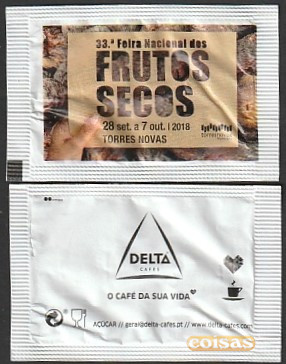 33.ª Feira Nacional dos
FRUTOS
SECOS
28 set. a 7 out. | 2018
TORRES NOVAS
DELTA
CAFÉS
O CAFÉ DA SUA VIDA
AÇÚCAR // geral@delta-cafes.pt // www.delta-cafes.com
coisas